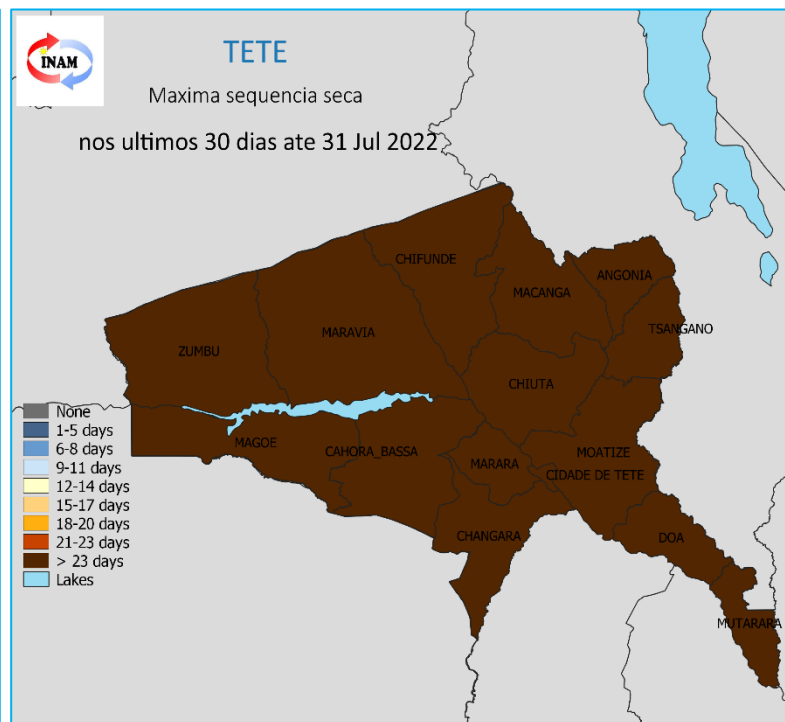 INAM
TETE
Maxima sequencia seca
nos ultimos 30 dias ate 31 Jul 2022
CHIFUNDE
ANGONIA
MACANGA
TSANGANO
MARAVIA
ZUMBU
CHIUTA
MAGOE
CAHORA_BASSA
MARARA
MOATIZE
CIDADE DE TETE
CHANGARA
DOA
MUTARARA
None
1-5 days
6-8 days
9-11 days
12-14 days
15-17 days
18-20 days
21-23 days
> 23 days
Lakes